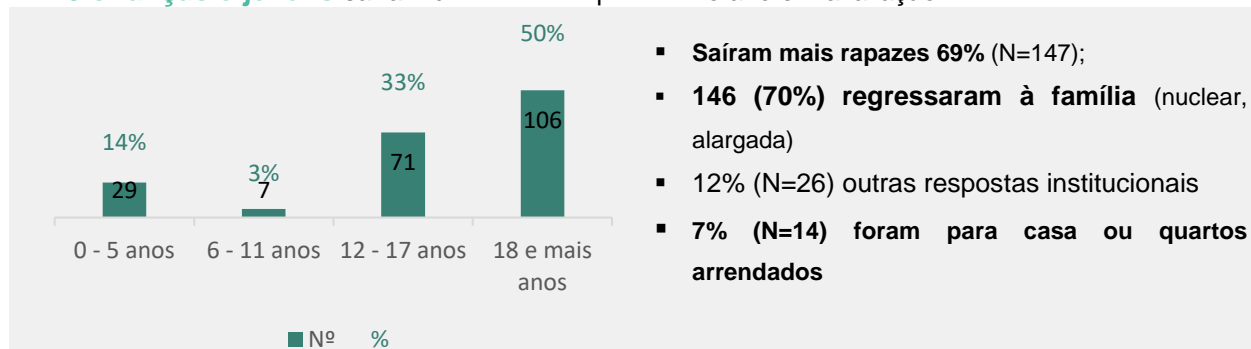 50%
33%
14%
3%
106
71
29
7
0 - 5 anos 6 - 11 anos 12 - 17 anos 18 e mais
anos
Nº %
▪ Saíram mais rapazes 69% (N=147);
▪ 146 (70%) regressaram à família (nuclear,
alargada)
▪ 12% (N=26) outras respostas institucionais
▪ 7% (N=14) foram para casa ou quartos
arrendados